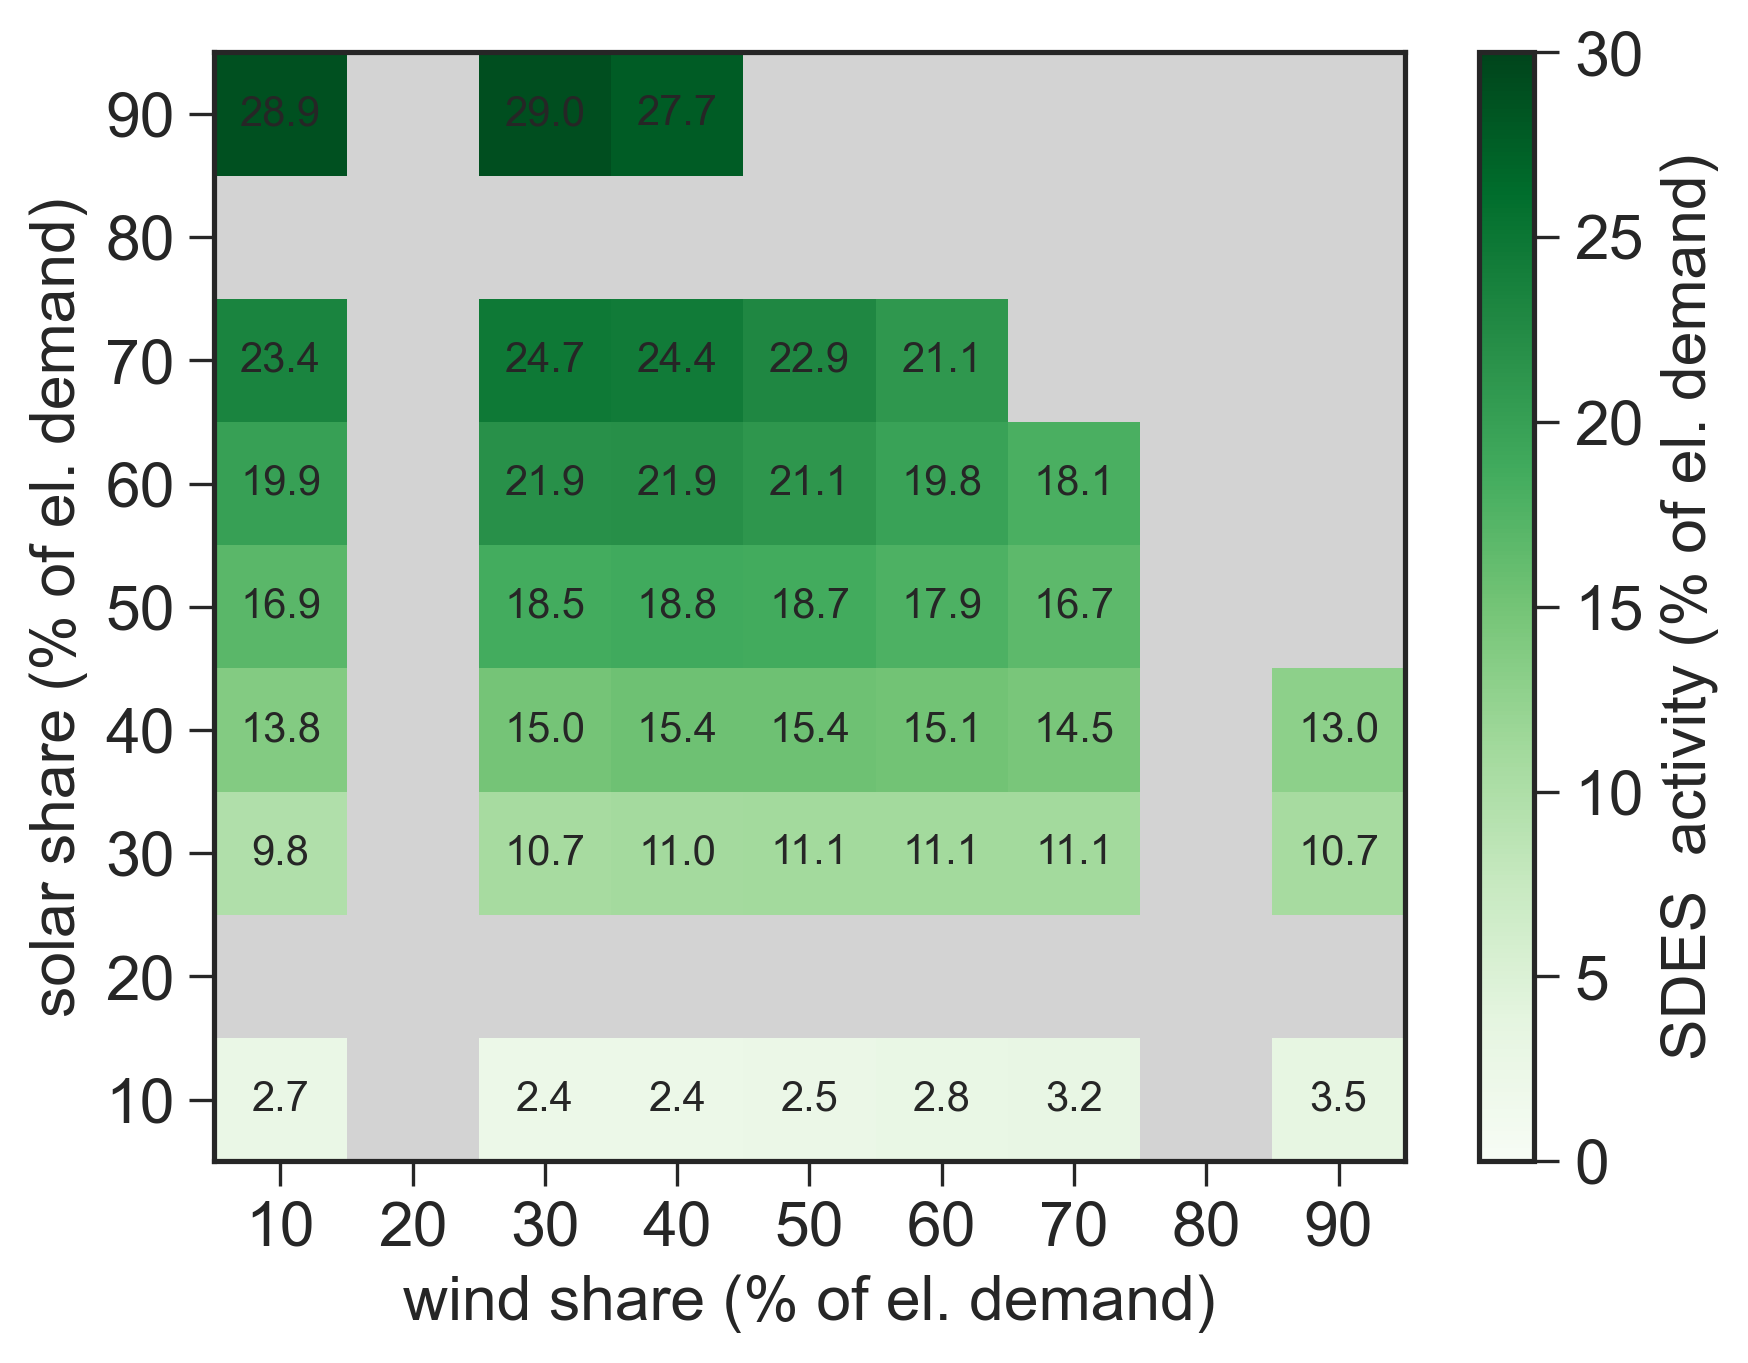 solar share (% of el. demand)
90
80
70
60
50
40
30
20
10
28.9 29.0 27.7
23.4 24.7 24.4 22.9 21.1
19.9 21.9 21.9 21.1 19.8 18.1
16.9 18.5 18.8 18.7 17.9 16.7
13.8 15.0 15.4 15.4 15.1 14.5 13.0
9.8 10.7 11.0 11.1 11.1 11.1 10.7
2.7 2.4 2.4 2.5 2.8 3.2 3.5
10 20 30 40 50 60 70 80 90
wind share (% of el. demand)
30
25
20
15
10
5
0
SDES activity (% of el. demand)